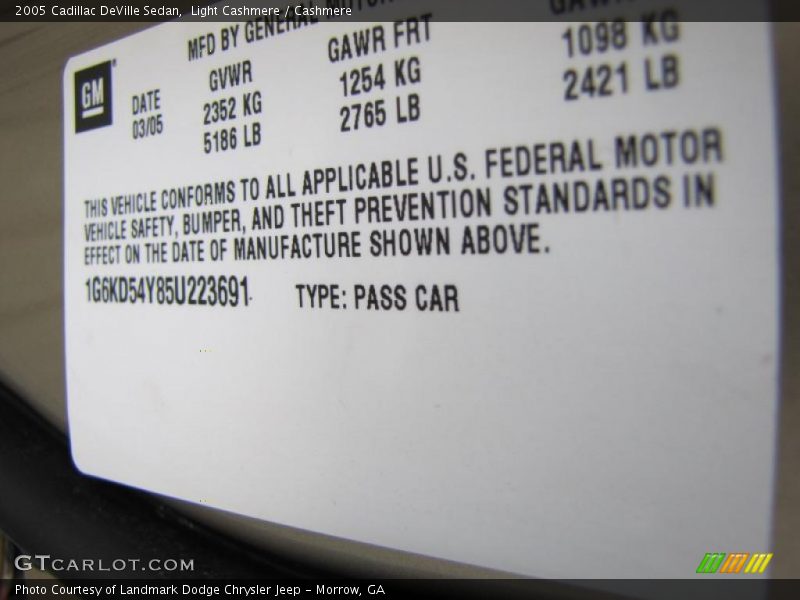 2005 Cadillac DeVille Sedan, Light Cashmere / Cashmere
MFD BY GENERAL MOTOR
GM
DATE GVWR GAWR FRT GAWR
03/05 2352 KG 1254 KG 1098 KG
5186 LB 2765 LB 2421 LB
THIS VEHICLE CONFORMS TO ALL APPLICABLE U.S. FEDERAL MOTOR
VEHICLE SAFETY, BUMPER, AND THEFT PREVENTION STANDARDS IN
EFFECT ON THE DATE OF MANUFACTURE SHOWN ABOVE.
1G6KD54Y85U223691 TYPE: PASS CAR
GTCARLOT.COM
Photo Courtesy of Landmark Dodge Chrysler Jeep – Morrow, GA